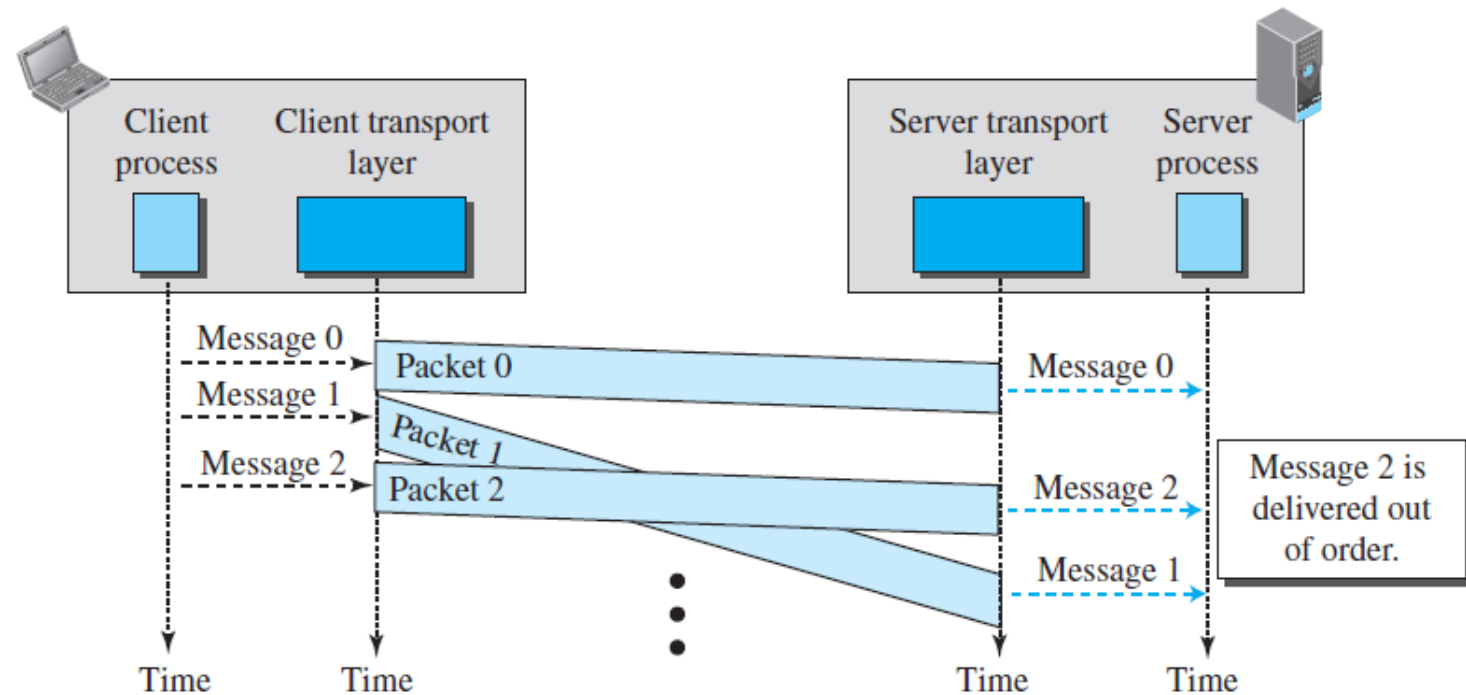 Client
process
Client transport
layer
Server transport
layer
Server
process
Message 0
Packet 0
Message 0
Message 1
Packet 1
Message 2
Packet 2
Message 2
Message 1
Message 2 is
delivered out
of order.
Time
Time
Time
Time